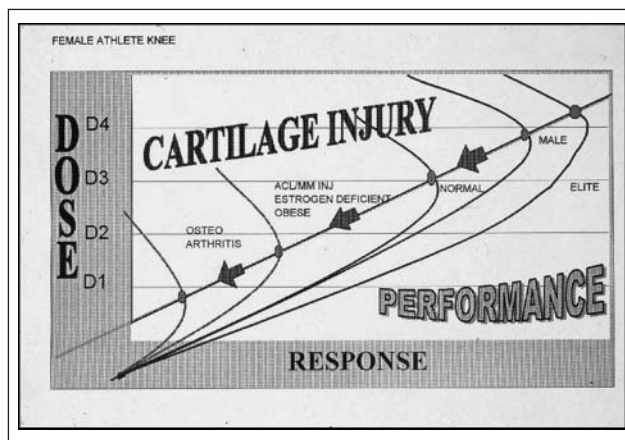 FEMALE ATHLETE KNEE
DOSE
D4
D3
D2
D1
CARTILAGE INJURY
MALE
ELITE
NORMAL
ACL/MM INJ
ESTROGEN DEFICIENT
OBESE
OSTEO
ARTHRITIS
PERFORMANCE
RESPONSE